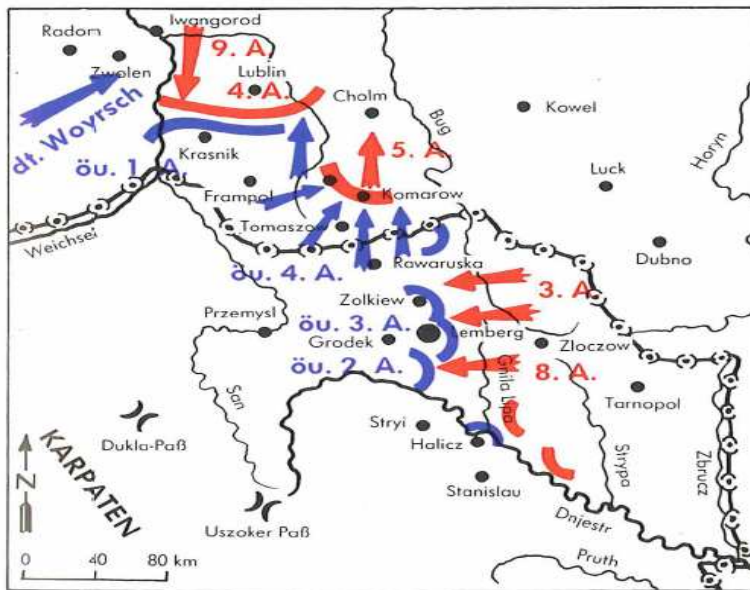 Iwangorod
Radom
9. A.
Zwolen
Lublin
4. A.
Cholm
Kowel
Bug
Horyn
dt. Woyrsch
Krasnik
5. A.
Luck
öu. 1. A.
Frampol
Komarow
Weichsel
Tomaszow
Dubno
öu. 4. A.
Rawaruska
3. A.
Przemysl
Zolkiew
öu. 3. A.
Lemberg
Grodek
Zloczow
öu. 2. A.
8. A.
San
Gnila Lipa
Tarnopol
Stryi
Dukla-Paß
Halicz
Strypa
Zbrucz
KARPATEN
N
Stanislau
Uszoker Paß
Dnjestr
0 40 80 km
Pruth